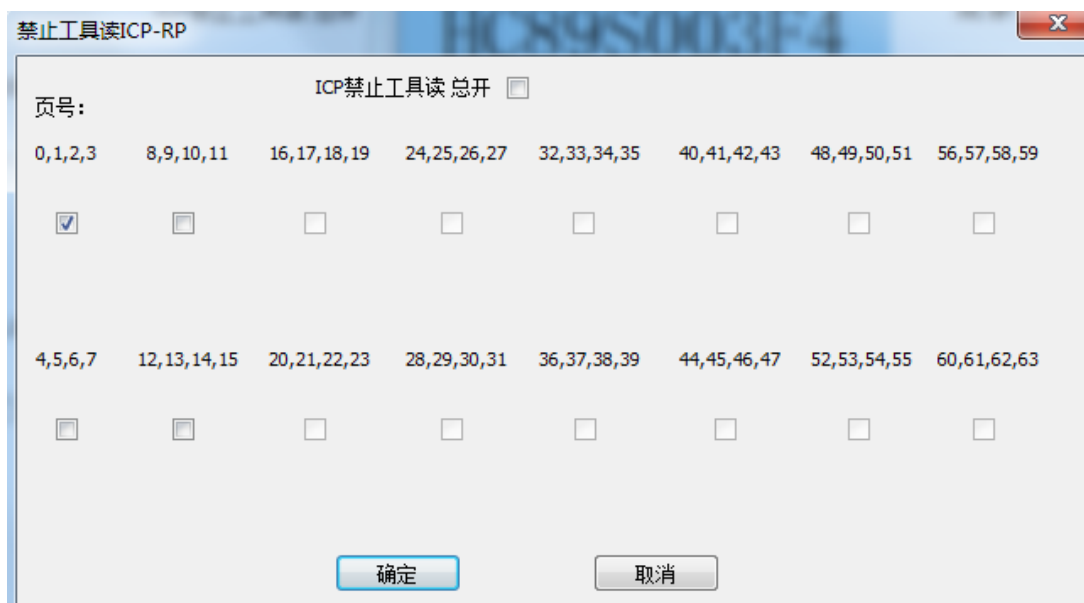 禁止工具读ICP-RP
HC89S003F4
ICP禁止工具读 总开
页号:
0,1,2,3 8,9,10,11 16,17,18,19 24,25,26,27 32,33,34,35 40,41,42,43 48,49,50,51 56,57,58,59
4,5,6,7 12,13,14,15 20,21,22,23 28,29,30,31 36,37,38,39 44,45,46,47 52,53,54,55 60,61,62,63
确定 取消